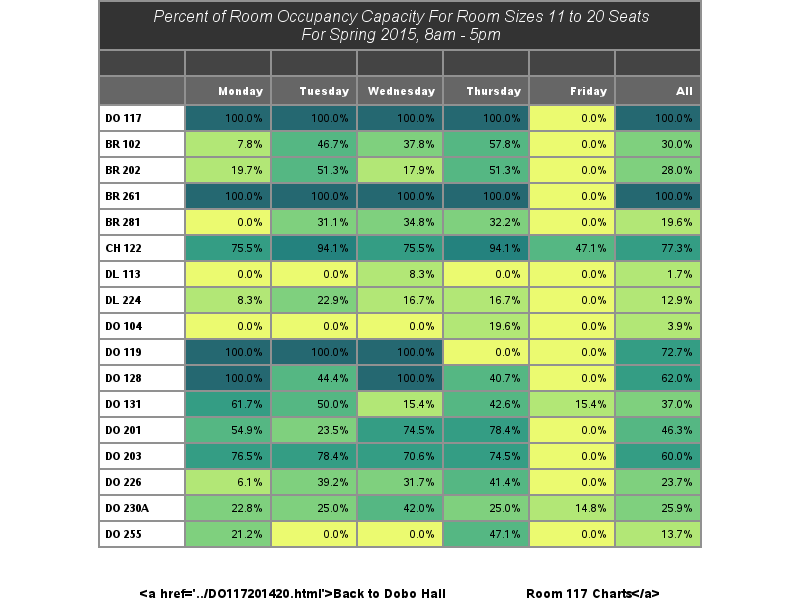 Percent of Room Occupancy Capacity For Room Sizes 11 to 20 Seats
For Spring 2015, 8am - 5pm
Monday Tuesday Wednesday Thursday Friday All
DO 117 100.0% 100.0% 100.0% 100.0% 0.0% 100.0%
BR 102 7.8% 46.7% 37.8% 57.8% 0.0% 30.0%
BR 202 19.7% 51.3% 17.9% 51.3% 0.0% 28.0%
BR 261 100.0% 100.0% 100.0% 100.0% 0.0% 100.0%
BR 281 0.0% 31.1% 34.8% 32.2% 0.0% 19.6%
CH 122 75.5% 94.1% 75.5% 94.1% 47.1% 77.3%
DL 113 0.0% 0.0% 8.3% 0.0% 0.0% 1.7%
DL 224 8.3% 22.9% 16.7% 16.7% 0.0% 12.9%
DO 104 0.0% 0.0% 0.0% 19.6% 0.0% 3.9%
DO 119 100.0% 100.0% 100.0% 0.0% 0.0% 72.7%
DO 128 100.0% 44.4% 100.0% 40.7% 0.0% 62.0%
DO 131 61.7% 50.0% 15.4% 42.6% 15.4% 37.0%
DO 201 54.9% 23.5% 74.5% 78.4% 0.0% 46.3%
DO 203 76.5% 78.4% 70.6% 74.5% 0.0% 60.0%
DO 226 6.1% 39.2% 31.7% 41.4% 0.0% 23.7%
DO 230A 22.8% 25.0% 42.0% 25.0% 14.8% 25.9%
DO 255 21.2% 0.0% 0.0% 47.1% 0.0% 13.7%
<a href='../DO117201420.html'>Back to Dobo Hall Room 117 Charts</a>